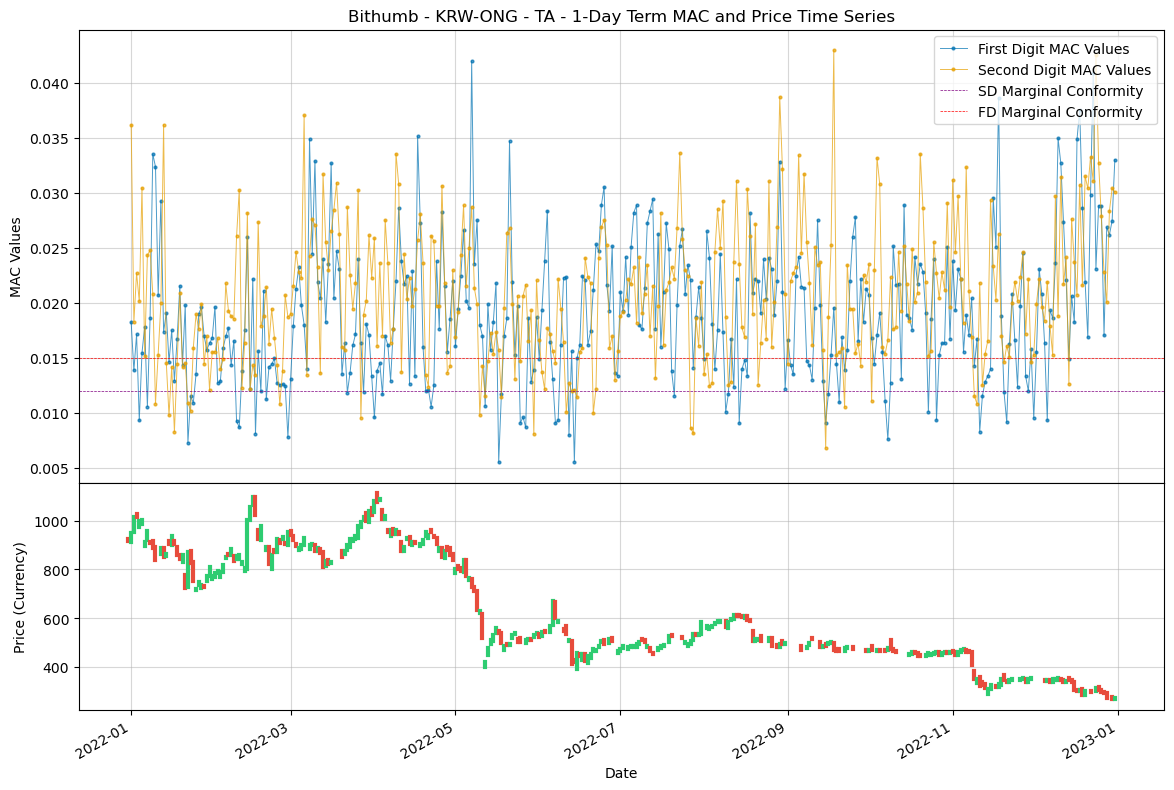 Bithumb - KRW-ONG - TA - 1-Day Term MAC and Price Time Series
First Digit MAC Values
Second Digit MAC Values
SD Marginal Conformity
FD Marginal Conformity
MAC Values
0.040
0.035
0.030
0.025
0.020
0.015
0.010
0.005
Price (Currency)
1000
800
600
400
2022-01
2022-03
2022-05
2022-07
2022-09
2022-11
2023-01
Date